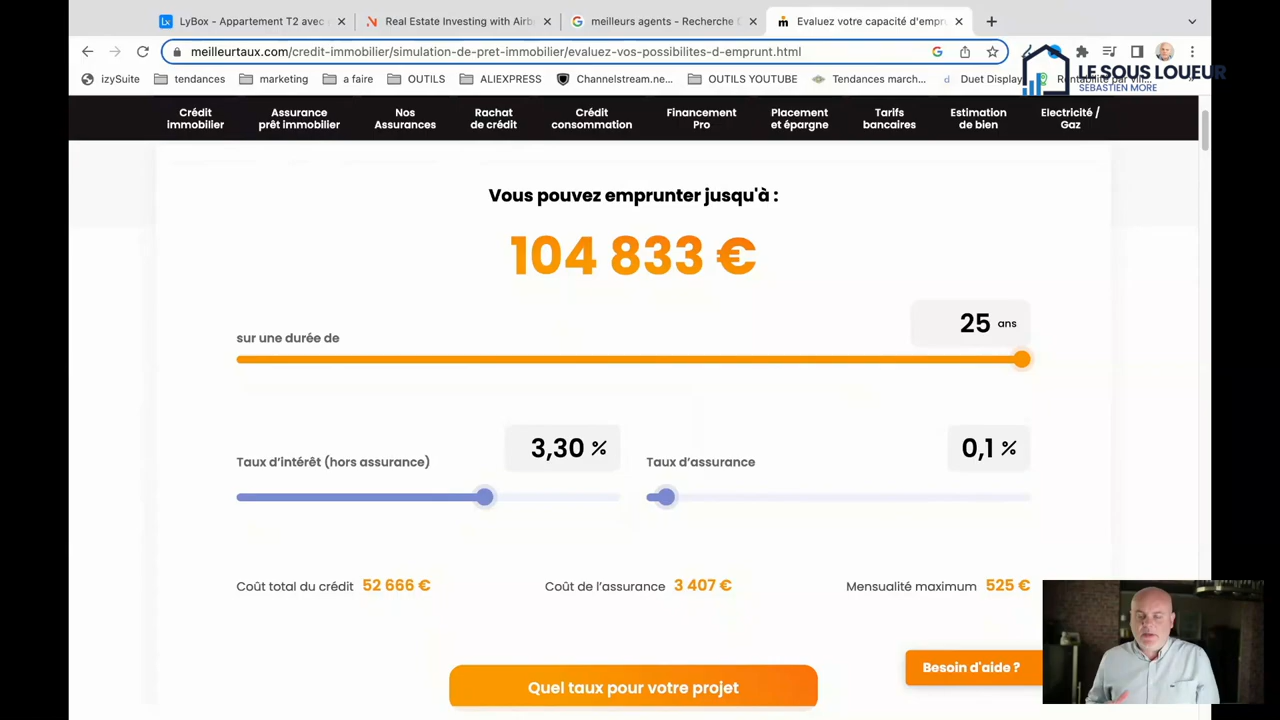 LyBox - Appartement T2 avec
Real Estate Investing with Airb
meilleurs agents - Recherche
Evaluez votre capacité d'empr
meilleurtaux.com/credit-immobilier/simulation-de-pret-immobilier/evaluez-vos-possibilites-d-emprunt.html
izySuite
tendances
marketing
a faire
OUTILS
ALIEXPRESS
Channelstream.ne...
OUTILS YOUTUBE
Tendances march...
Duet Display
LE SOUS LOUEUR
SEBASTIEN MORE
Crédit
immobilier
Assurance
prêt immobilier
Nos
Assurances
Rachat
de crédit
Crédit
consommation
Financement
Pro
Placement
et épargne
Tarifs
bancaires
Estimation
de bien
Electricité /
Gaz
Vous pouvez emprunter jusqu'à :
104 833 €
sur une durée de
25 ans
Taux d'intérêt (hors assurance)
3,30 %
Taux d'assurance
0,1 %
Coût total du crédit 52 666 €
Coût de l'assurance 3 407 €
Mensualité maximum 525 €
Besoin d'aide ?
Quel taux pour votre projet